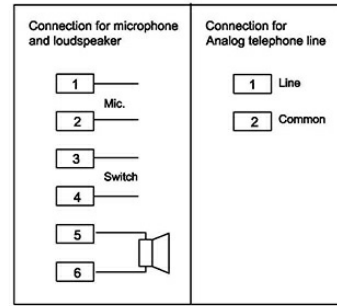 Connection for microphone
and loudspeaker
1
Mic.
2
3
Switch
4
5
6
Connection for
Analog telephone line
1 Line
2 Common